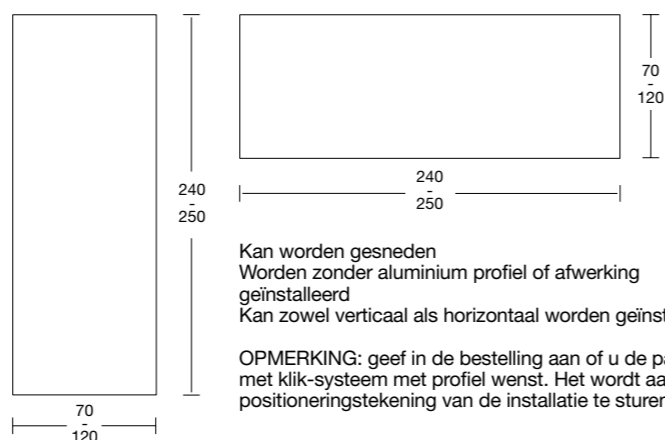 70
-
120
240
-
250
240
-
250
70
-
120
Kan worden gesneden
Worden zonder aluminium profiel of afwerking
geïnstalleerd
Kan zowel verticaal als horizontaal worden
OPMERKING: geef in de bestelling aan of u de
met klik-systeem met profiel wenst. Het wordt
positioneringstekening van de installatie te sturen